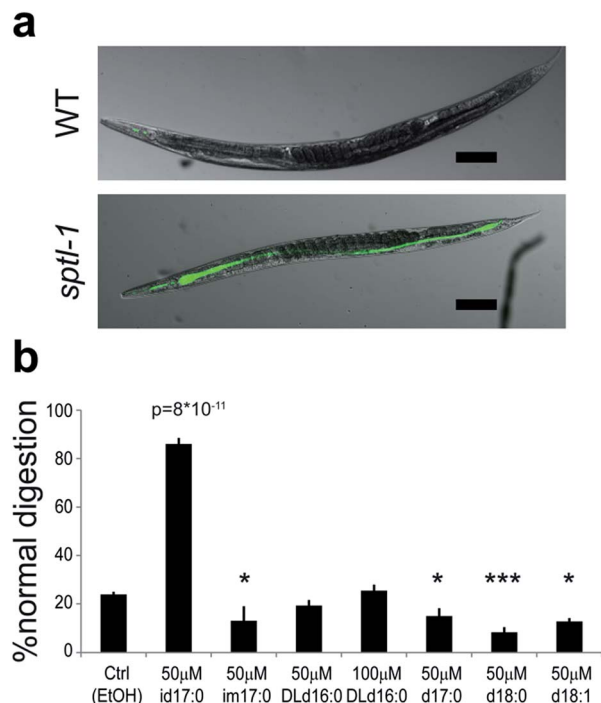 a
WT
sptl-1
b
p=8*10⁻¹¹
%normal digestion
100
80
60
40
20
0
*
*
***
*
Ctrl (EtOH)
50μM id17:0
50μM im17:0
50μM DLd16:0
100μM DLd16:0
50μM d17:0
50μM d18:0
50μM d18:1